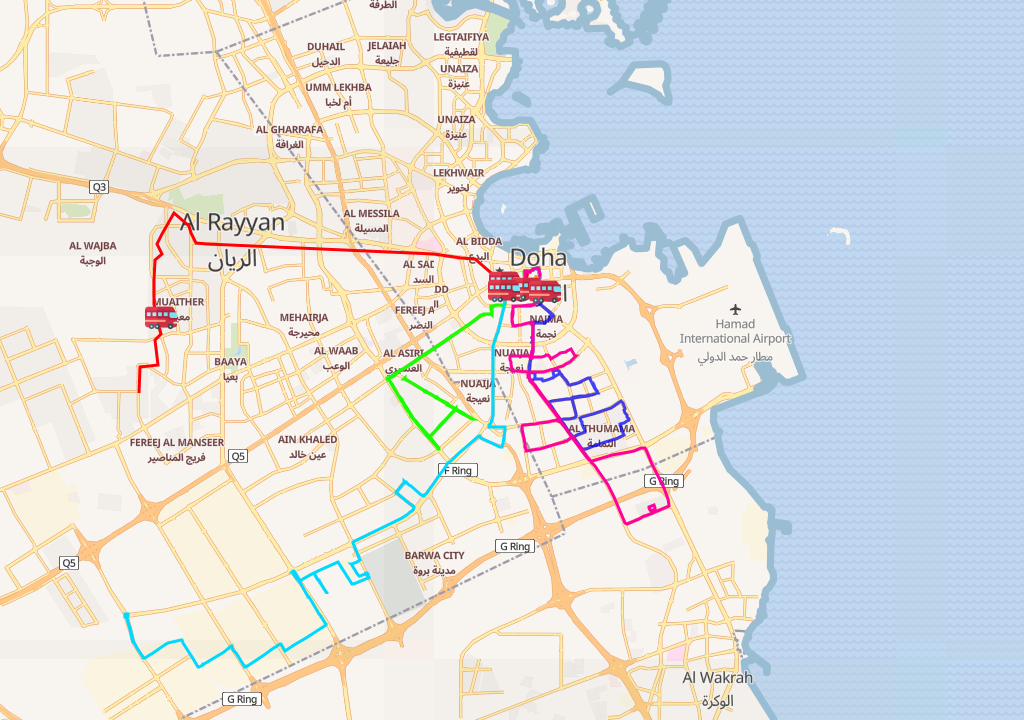 الطرفة
DUHAIL
الدحيل
JELAIAH
جليعة
LEGTAIFIYA
لقطيفية
UNAIZA
عنيزة
UMM LEKHBA
أم لخبا
UNAIZA
عنيزة
AL GHARRAFA
الغرافة
LEKHWAIR
لخوير
Q3
AL MESSILA
المسيلة
Al Rayyan
الريان
AL WAJBA
الوجبة
AL BIDDA
البدع
Doha
AL SAD
السد
DD
ال
MUAITHER
FEREEJ A
النصر
MEHAIRJA
محيرجة
NAJMA
نجمة
Hamad
International Airport
مطار حمد الدولي
AL WAAB
الوعب
AL ASIRI
العسيري
NUAIJA
نعيجة
BAAYA
بعيا
NUAIJA
نعيجة
AL THUMAMA
الثمامة
FEREEJ AL MANSEER
فريج المناصير
AIN KHALED
عين خالد
Q5
F Ring
G Ring
G Ring
BARWA CITY
مدينة بروة
Q5
G Ring
Al Wakrah
الوكرة